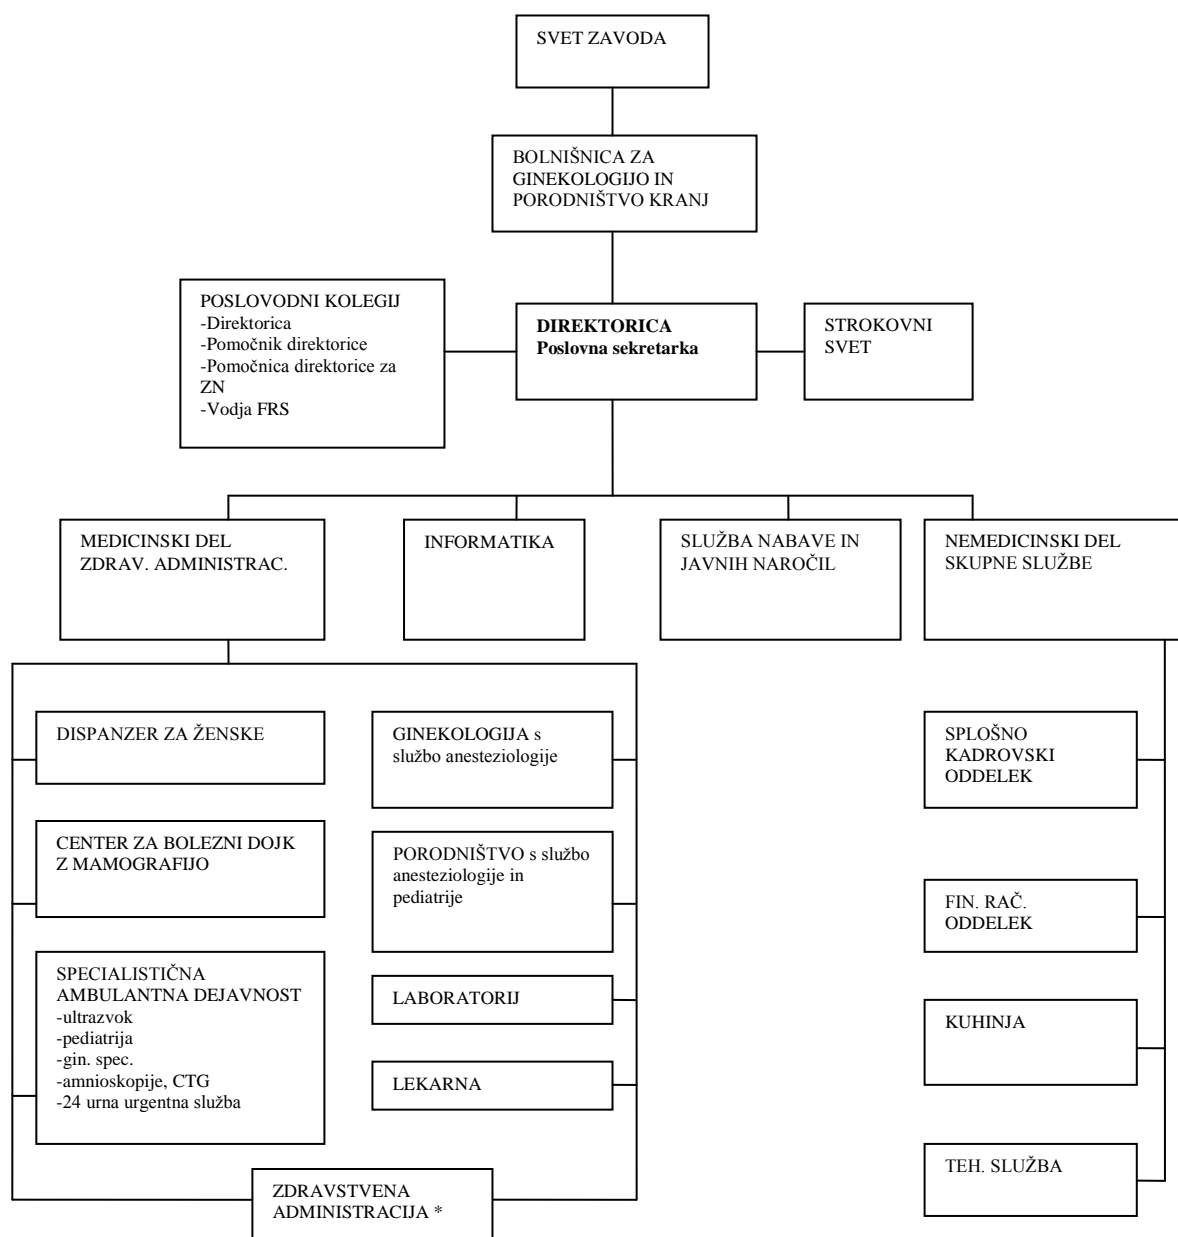 SVET ZAVODA
BOLNIŠNICA ZA
GINEKOLOGIJO IN
PORODNIŠTVO KRANJ
POSLOVODNI KOLEGIJ
-Direktorica
-Pomočnik direktorice
-Pomočnica direktorice za
ZN
-Vodja FRS
DIREKTORICA
Poslovna sekretarka
STROKOVNI
SVET
MEDICINSKI DEL
ZDRAV. ADMINISTRAC.
INFORMATIKA
SLUŽBA NABAVE IN
JAVNIH NAROČIL
NEMEDICINSKI DEL
SKUPNE SLUŽBE
DISPANZER ZA ŽENSKE
CENTER ZA BOLEZNI DOJK
Z MAMOGRAFIJO
SPECIALISTIČNA
AMBULANTNA DEJAVNOST
-ultrazvok
-pediatrija
-gin. spec.
-amnioskopije, CTG
-24 urna urgentna služba
GINEKOLOGIJA s
službo anesteziologije
PORODNIŠTVO s službo
anesteziologije in
pediatrije
LABORATORIJ
LEKARNA
ZDRAVSTVENA
ADMINISTRACIJA *
SPLOŠNO
KADROVSKI
ODDELEK
FIN. RAČ.
ODDELEK
KUHINJA
TEH. SLUŽBA